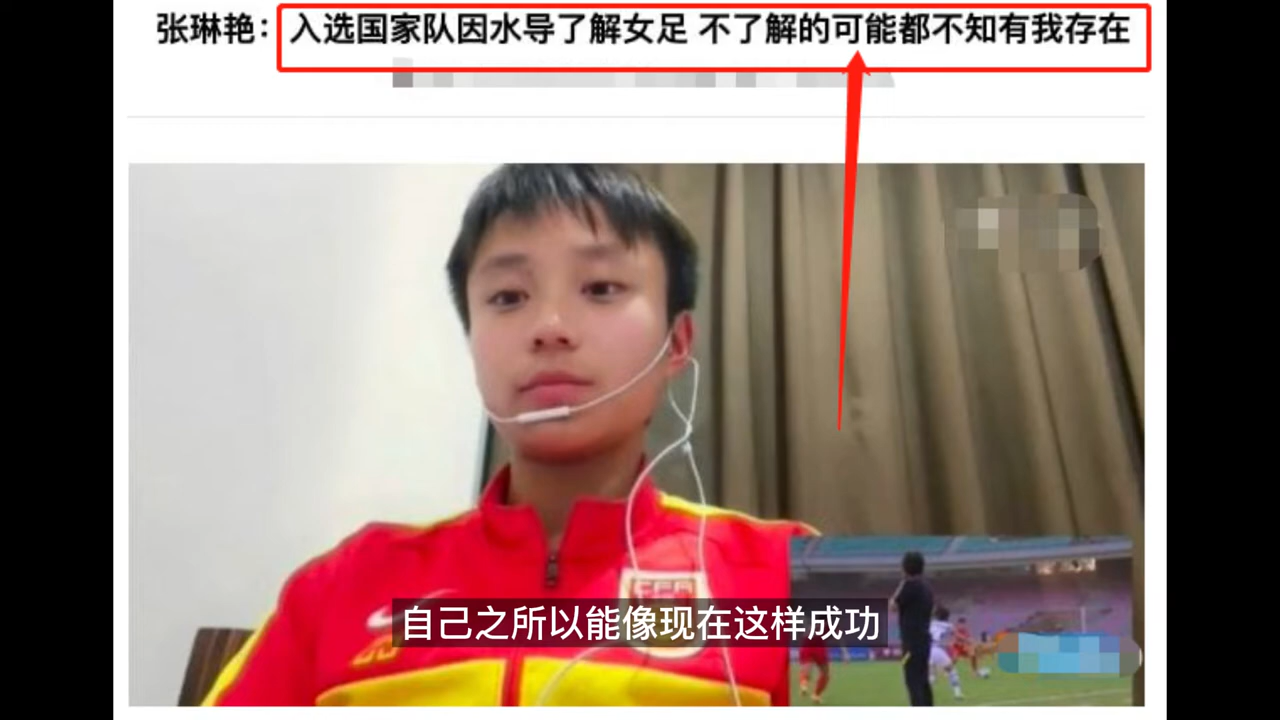 张琳艳：入选国家队因水导了解女足 不了解的可能都不知有我存在
自己之所以能像现在这样成功